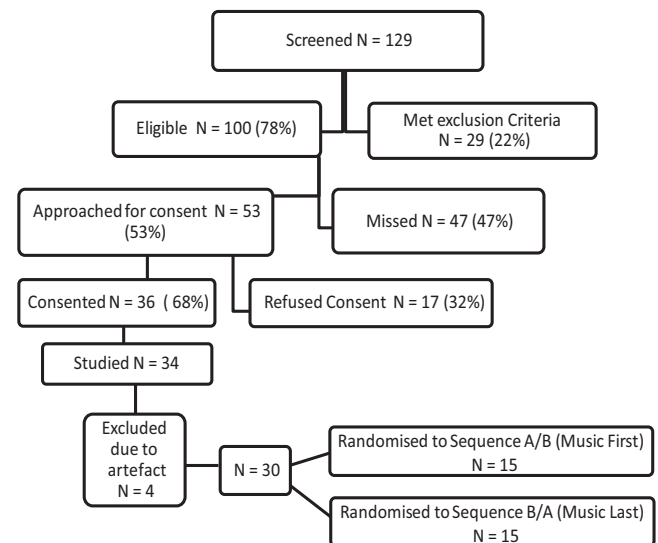 Screened N = 129
Eligible N = 100 (78%)
Met exclusion Criteria
N = 29 (22%)
Approached for consent N = 53
(53%)
Missed N = 47 (47%)
Consented N = 36 ( 68%)
Refused Consent N = 17 (32%)
Studied N = 34
Excluded
due to
artefact
N = 4
N = 30
Randomised to Sequence A/B (Music First)
N = 15
Randomised to Sequence B/A (Music Last)
N = 15